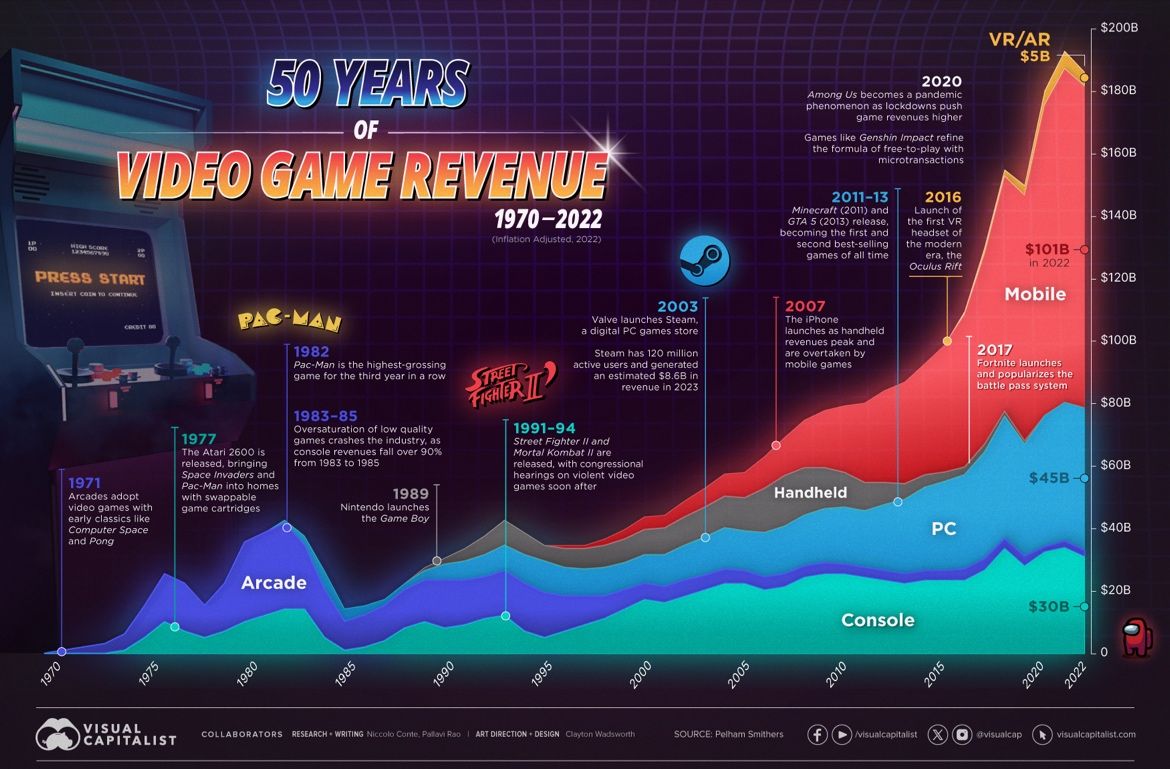 50 YEARS
OF
VIDEO GAME REVENUE
1970–2022
(Inflation Adjusted, 2022)
1P
00
HIGH SCORE
1234567890
2P
00
PRESS START
INSERT COIN TO CONTINUE
CREDIT 00
1971
Arcades adopt
video games with
early classics like
Computer Space
and Pong
1977
The Atari 2600 is
released, bringing
Space Invaders and
Pac-Man into homes
with swappable
game cartridges
PAC-MAN
1982
Pac-Man is the highest-grossing
game for the third year in a row
1983–85
Oversaturation of low quality
games crashes the industry, as
console revenues fall over 90%
from 1983 to 1985
1989
Nintendo launches
the Game Boy
STREET
FIGHTER II'
1991–94
Street Fighter II and
Mortal Kombat II are
released, with congressional
hearings on violent video
games soon after
2003
Valve launches Steam,
a digital PC games store
Steam has 120 million
active users and generated
an estimated $8.6B in
revenue in 2023
2007
The iPhone
launches as handheld
revenues peak and
are overtaken by
mobile games
2011–13
Minecraft (2011) and
GTA 5 (2013) release,
becoming the first and
second best-selling
games of all time
2016
Launch of
the first VR
headset of
the modern
era, the
Oculus Rift
2017
Fortnite launches
and popularizes the
battle pass system
2020
Among Us becomes a pandemic
phenomenon as lockdowns push
game revenues higher
Games like Genshin Impact refine
the formula of free-to-play with
microtransactions
VR/AR
$5B
$101B
in 2022
Mobile
Handheld
PC
$45B
Arcade
Console
$30B
$200B
$180B
$160B
$140B
$120B
$100B
$80B
$60B
$40B
$20B
0
1970
1975
1980
1985
1990
1995
2000
2005
2010
2015
2020
2022
VISUAL
CAPITALIST
COLLABORATORS RESEARCH + WRITING Niccolo Conte, Pallavi Rao | ART DIRECTION + DESIGN Clayton Wadsworth
SOURCE: Pelham Smithers
/visualcapitalist
@visualcap
visualcapitalist.com